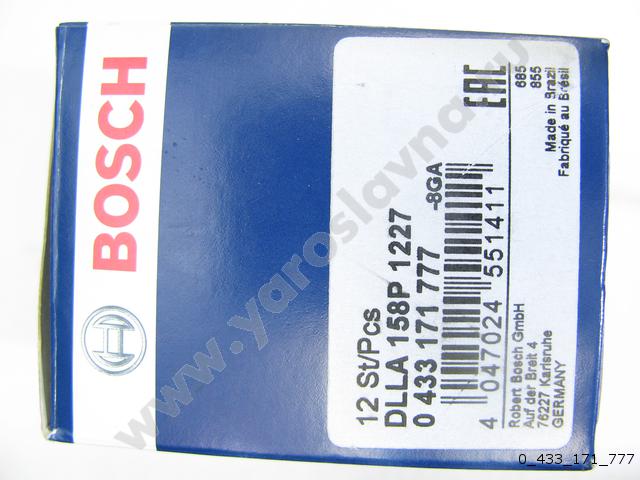 BOSCH
12 St/Pcs
DLLA 158P 1227
0 433 171 777
-8GA
4 047024 551411
EAC
Robert Bosch GmbH
Auf der Breit 4
76227 Karlsruhe
GERMANY
685
855
Made in Brazil
Fabriqué au Brésil
www.yaroslavna.ru
0_433_171_777